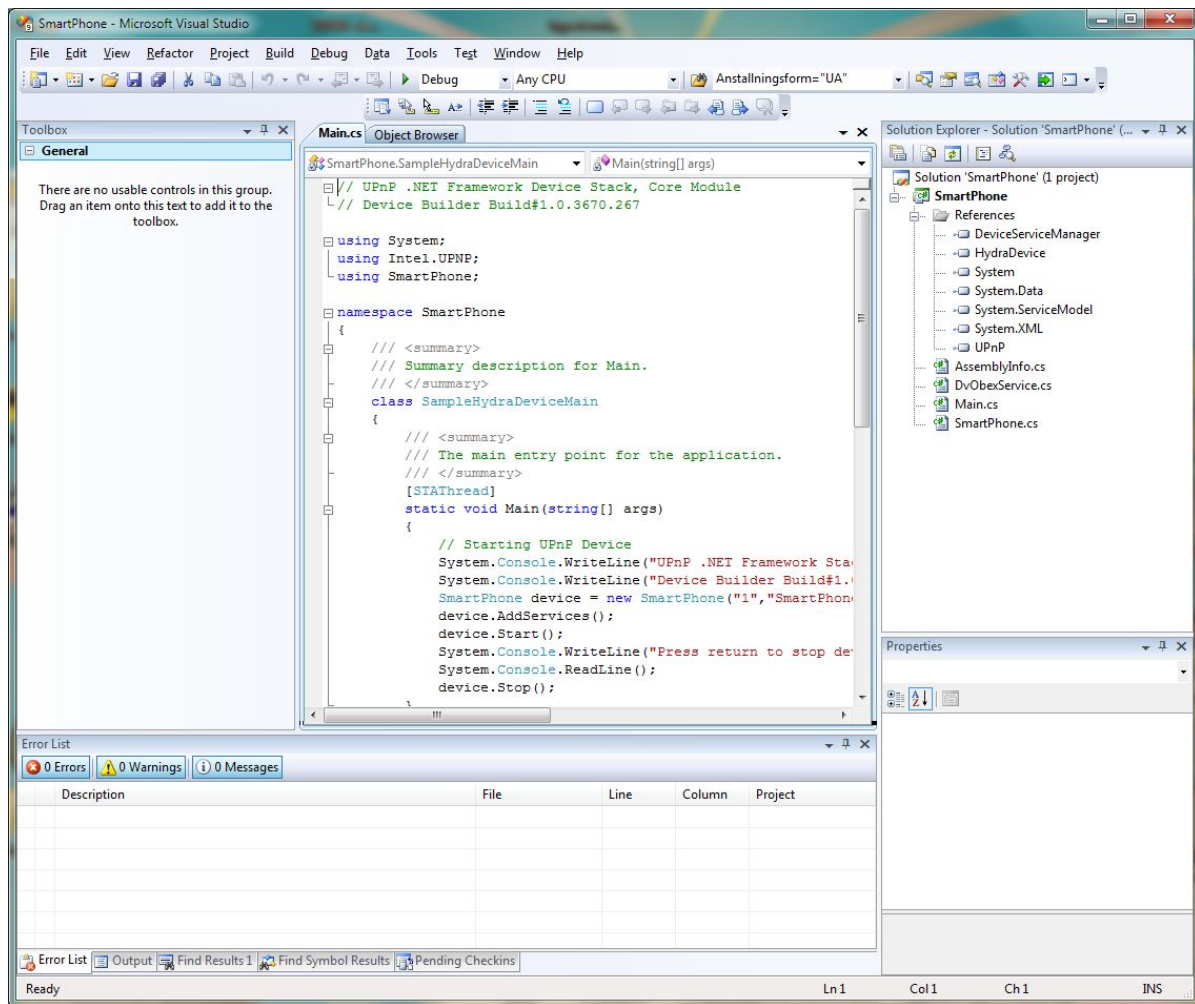 SmartPhone - Microsoft Visual Studio
File Edit View Refactor Project Build Debug Data Tools Test Window Help
Debug Any CPU Anstallningsform="UA"
Toolbox
General
There are no usable controls in this group.
Drag an item onto this text to add it to the
toolbox.
Main.cs Object Browser
SmartPhone.SampleHydraDeviceMain Main(string[] args)
// UPnP .NET Framework Device Stack, Core Module
// Device Builder Build#1.0.3670.267
using System;
using Intel.UPNP;
using SmartPhone;
namespace SmartPhone
{
/// <summary>
/// Summary description for Main.
/// </summary>
class SampleHydraDeviceMain
{
/// <summary>
/// The main entry point for the application.
/// </summary>
[STAThread]
static void Main(string[] args)
{
// Starting UPnP Device
System.Console.WriteLine("UPnP .NET Framework Sta
System.Console.WriteLine("Device Builder Build#1.
SmartPhone device = new SmartPhone("1","SmartPhon
device.AddServices();
device.Start();
System.Console.WriteLine("Press return to stop de
System.Console.ReadLine();
device.Stop();
}
Solution Explorer - Solution 'SmartPhone' (...
Solution 'SmartPhone' (1 project)
SmartPhone
References
DeviceServiceManager
HydraDevice
System
System.Data
System.ServiceModel
System.XML
UPnP
AssemblyInfo.cs
DvObexService.cs
Main.cs
SmartPhone.cs
Properties
Error List
0 Errors 0 Warnings 0 Messages
Description File Line Column Project
Error List Output Find Results 1 Find Symbol Results Pending Checkins
Ready Ln 1 Col 1 Ch 1 INS